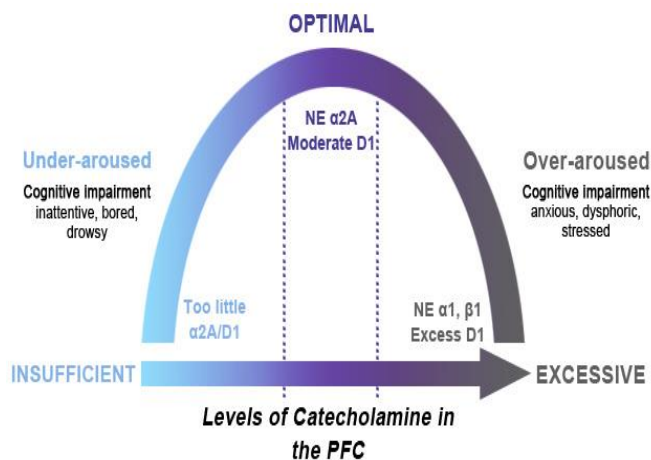 OPTIMAL
NE α2A
Moderate D1
Under-aroused
Cognitive impairment
inattentive, bored,
drowsy
Over-aroused
Cognitive impairment
anxious, dysphoric,
stressed
Too little
α2A/D1
NE α1, β1
Excess D1
INSUFFICIENT
EXCESSIVE
Levels of Catecholamine in
the PFC